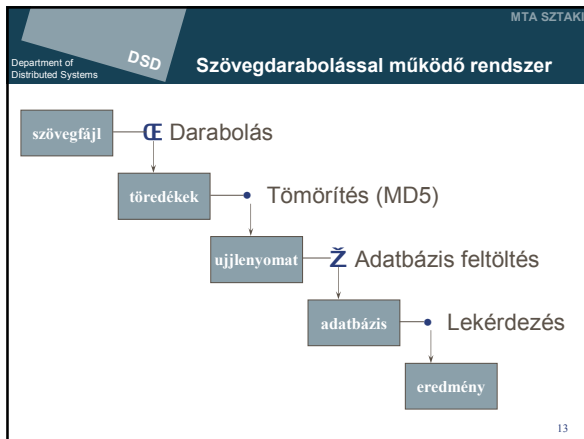 MTA SZTAKI
Department of
Distributed Systems
DSD
Szövegdarabolással működő rendszer
szövegfájl
Œ Darabolás
töredékek
• Tömörítés (MD5)
ujjlenyomat
Ž Adatbázis feltöltés
adatbázis
• Lekérdezés
eredmény
13